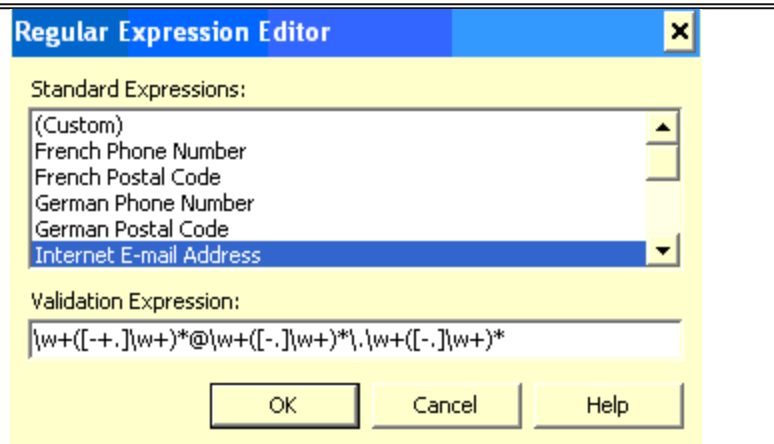 Regular Expression Editor
Standard Expressions:
(Custom)
French Phone Number
French Postal Code
German Phone Number
German Postal Code
Internet E-mail Address
Validation Expression:
\w+([-+.]\w+)*@\w+([-.]\w+)*\.\w+([-.]\w+)*
OK Cancel Help